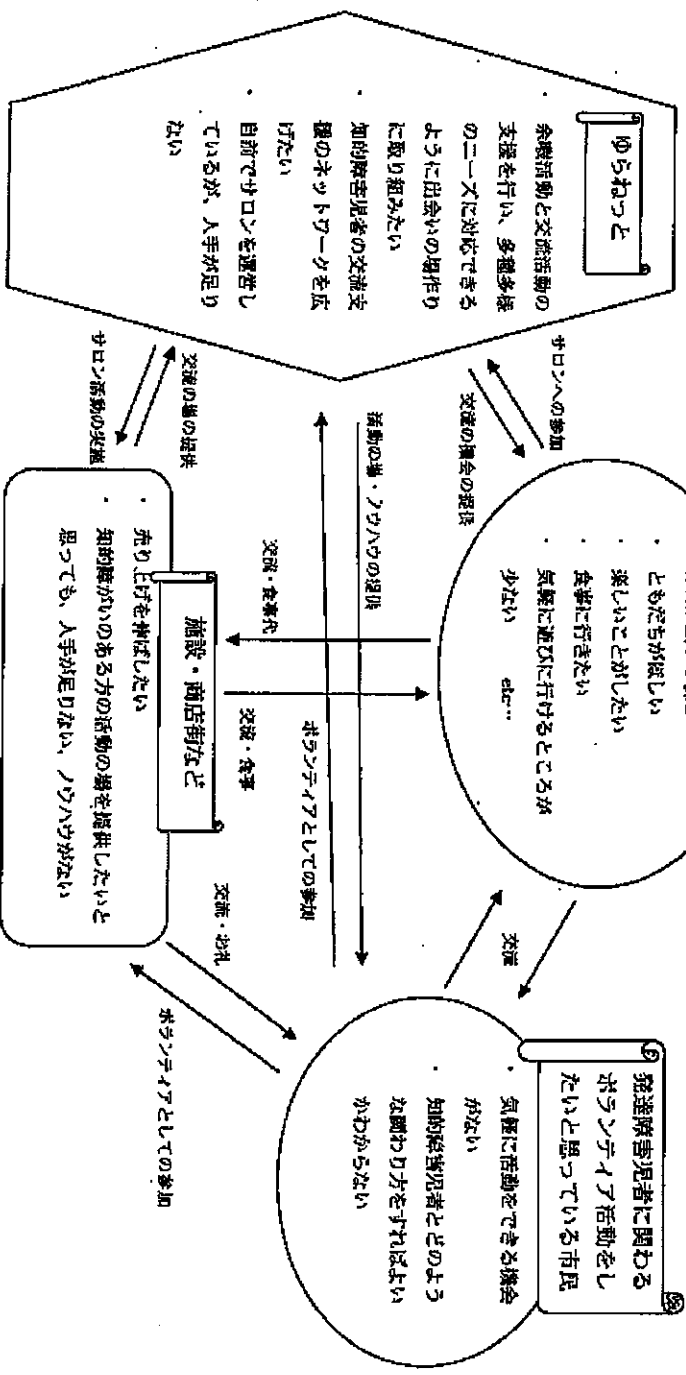 ゆらねっと
・ 余暇活動と交流活動の
支援を行い、多種多様
のニーズに対応できる
ように出会いの場作り
に取り組みたい
・ 知的障害児者の交流支
援のネットワークを広
げたい
・ 自前でサロンを運営し
ているが、人手が足り
ない
サロンへの参加
交流の機会の提供
・ ともだちがほしい
・ 楽しいことがしたい
・ 食事に行きたい
・ 気軽に遊びに行けるところが
少ない etc…
交流
発達障害児者に関わる
ボランティア活動をし
たいと思っている市民
・ 気軽に活動をできる機会
がない
・ 知的障害児者とどのよう
な関わり方をすればよい
かわからない
活動の場・ノウハウの提供
ボランティアとしての参加
交流・食事代
交流・食事
交流の場の提供
サロン活動の実施
施設・商店街など
・ 売り上げを伸ばしたい
・ 知的障がいのある方の活動の場を提供したいと
思っても、人手が足りない、ノウハウがない
交流・お礼
ボランティアとしての参加